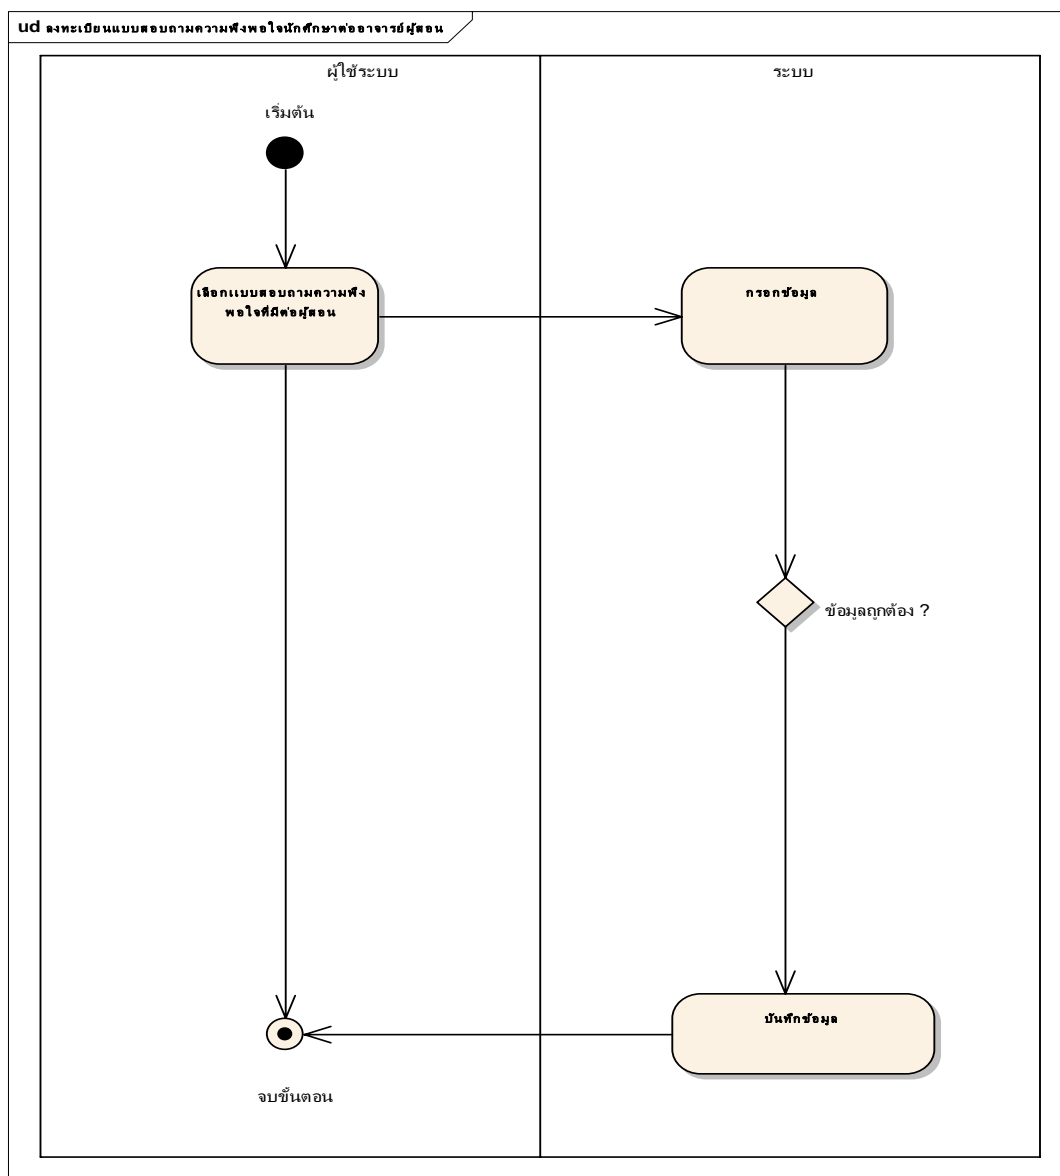 ud ลงทะเบียนแบบสอบถามความพึงพอใจนักศึกษาต่ออาจารย์ผู้สอน
ผู้ใช้ระบบ
ระบบ
เริ่มต้น
เลือกแบบสอบถามความพึง
พอใจที่มีต่อผู้สอน
กรอกข้อมูล
ข้อมูลถูกต้อง ?
บันทึกข้อมูล
จบขั้นตอน